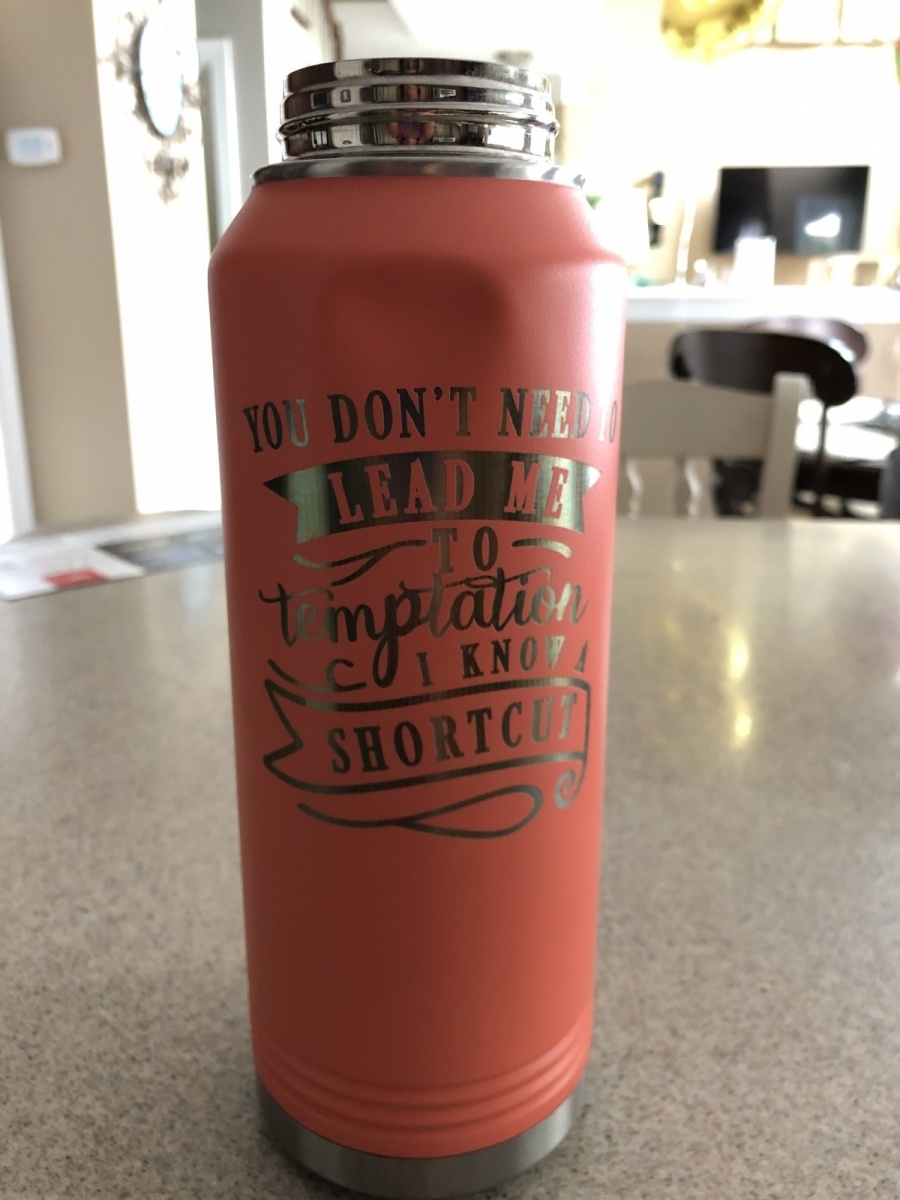 YOU DON'T NEED TO
LEAD ME
TO
temptation
I KNOW A
SHORTCUT